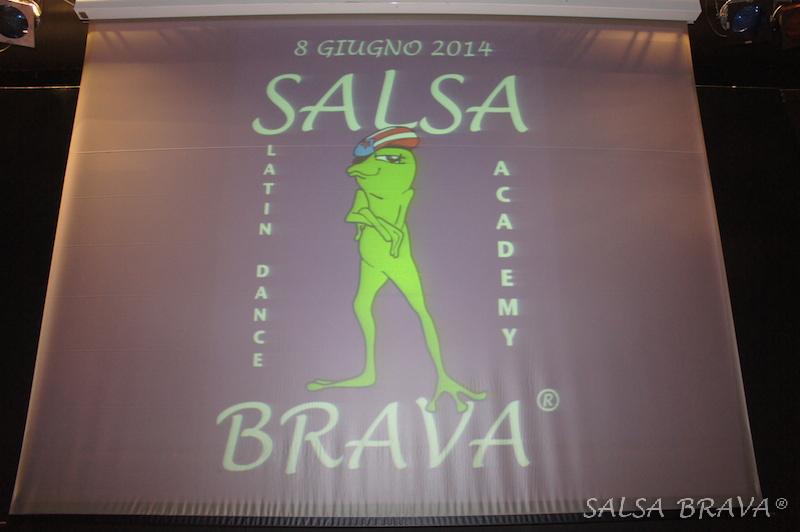 8 GIUGNO 2014
SALSA
LATIN DANCE
ACADEMY
BRAVA®
SALSA BRAVA®